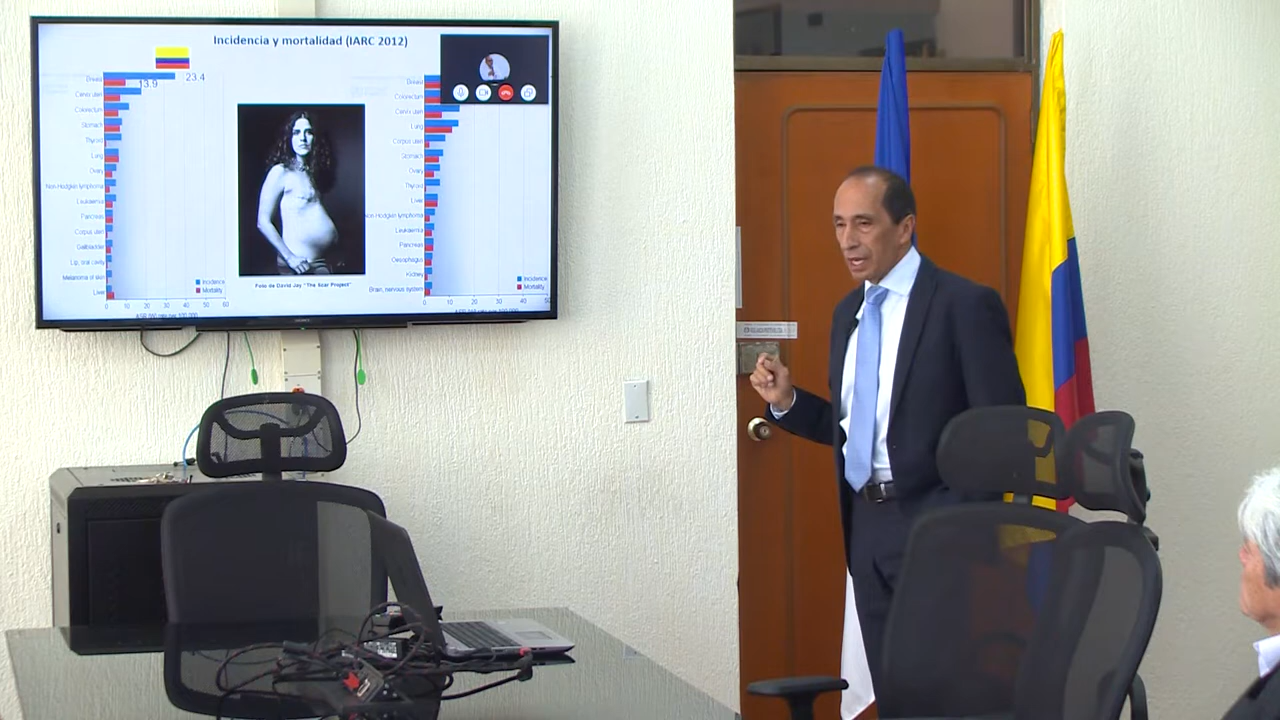 Incidencia y mortalidad (IARC 2012)
Breast
23.4
13.9
Cervix uteri
Colorectum
Stomach
Thyroid
Lung
Ovary
Non-Hodgkin lymphoma
Leukaemia
Pancreas
Corpus uteri
Gallbladder
Lip, oral cavity
Melanoma of skin
Liver
Incidence
Mortality
0 10 20 30 40 50 60
Foto de David Jay "The Scar Project"
Breast
Colorectum
Cervix uteri
Lung
Corpus uteri
Stomach
Ovary
Thyroid
Liver
Non-Hodgkin lymphoma
Leukaemia
Pancreas
Oesophagus
Kidney
Brain, nervous system
Incidence
Mortality
0 10 20 30 40 50